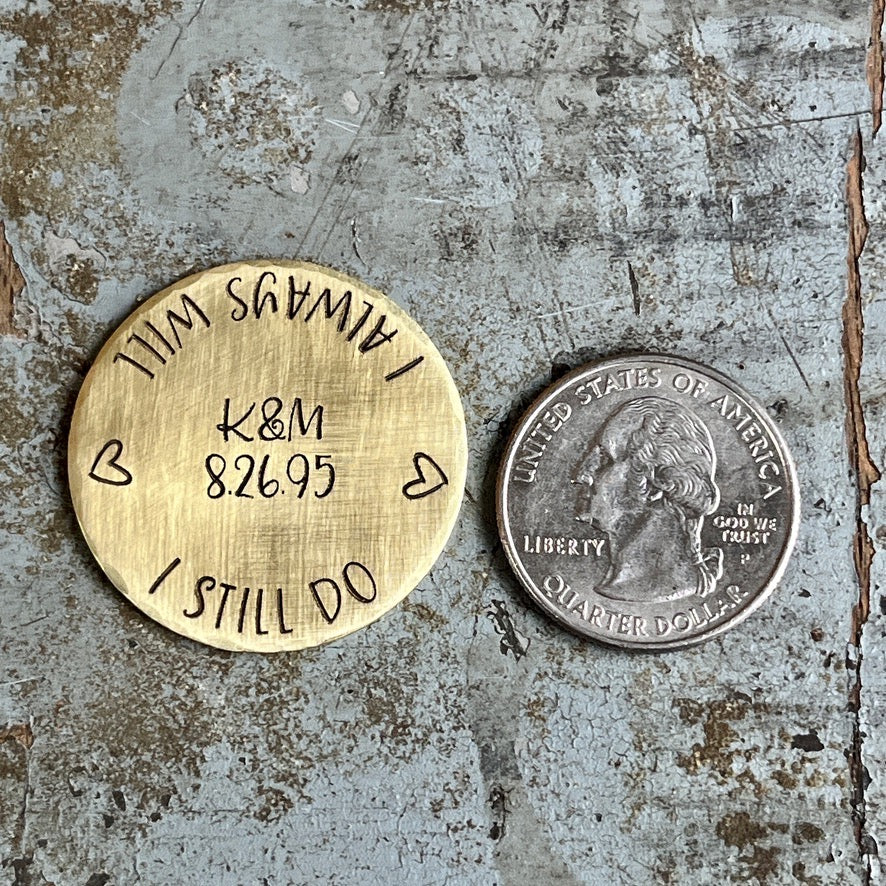 I ALWAYS WILL
K&M
8.26.95
I STILL DO
UNITED STATES OF AMERICA
LIBERTY
IN
GOD WE
TRUST
P
QUARTER DOLLAR